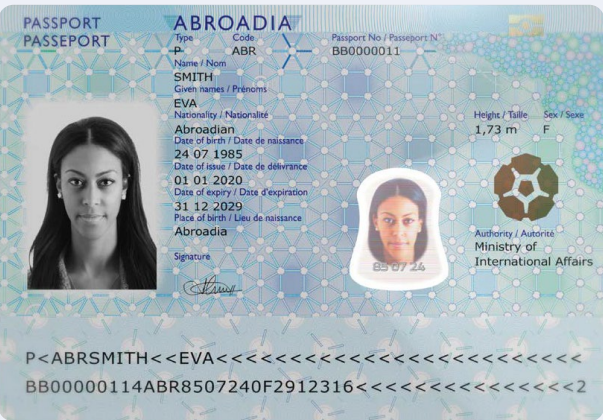 PASSPORT
PASSEPORT
ABROADIA
Type Code Passport No / Passeport N°
P ABR BB0000011
Name / Nom
SMITH
Given names / Prénoms
EVA
Nationality / Nationalité
Abroadian
Date of birth / Date de naissance
24 07 1985
Date of issue / Date de délivrance
01 01 2020
Date of expiry / Date d'expiration
31 12 2029
Place of birth / Lieu de naissance
Abroadia
Signature
Height / Taille Sex / Sexe
1,73 m F
85 07 24
Authority / Autorité
Ministry of
International Affairs
P<ABRSMITH<<EVA<<<<<<<<<<<<<<<<<<<<<<<<<
BB00000114ABR8507240F2912316<<<<<<<<<<<<<<<2